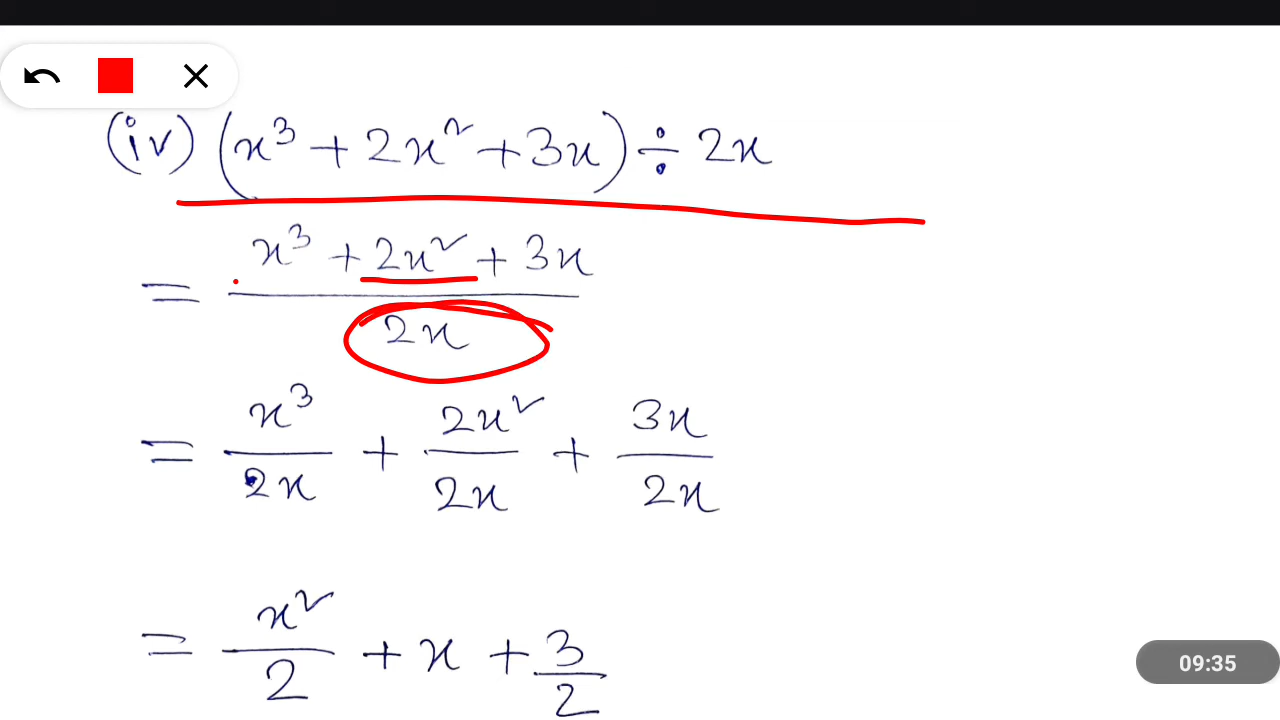 (iv) (x³ + 2x² + 3x) ÷ 2x
= (x³ + 2x² + 3x) / 2x
= x³/2x + 2x²/2x + 3x/2x
= x²/2 + x + 3/2
09:35